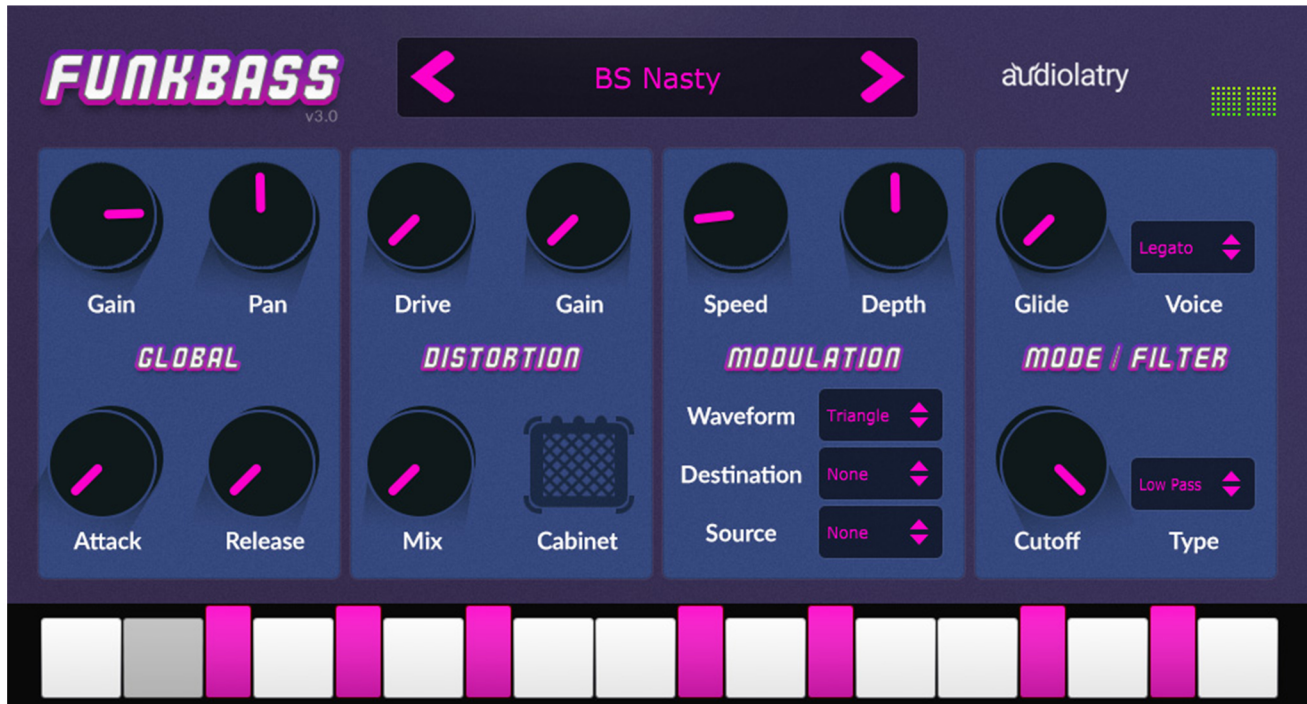 FUNKBASS
v3.0
BS Nasty
audiolatry
Gain
Pan
Drive
Gain
Speed
Depth
Glide
Legato
Voice
GLOBAL
DISTORTION
MODULATION
MODE / FILTER
Attack
Release
Mix
Cabinet
Waveform
Triangle
Destination
None
Source
None
Cutoff
Low Pass
Type